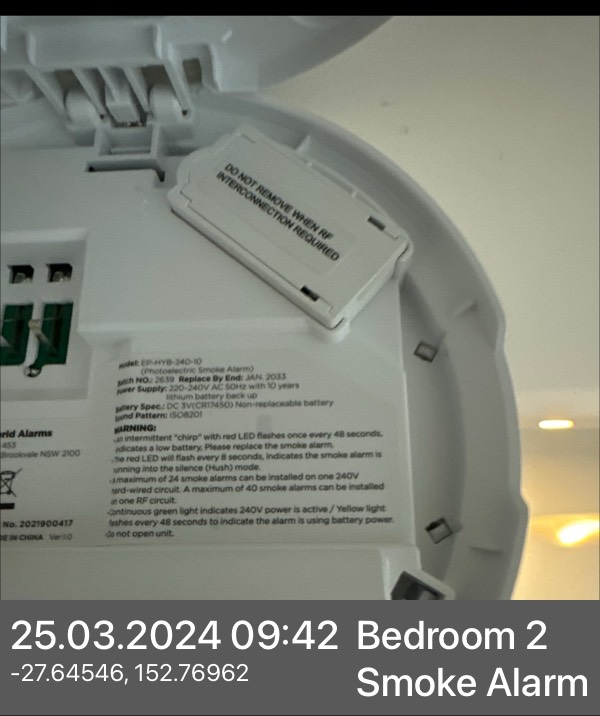 DO NOT REMOVE WHEN RF
INTERCONNECTION REQUIRED
Model: EP-HYB-240-10
(Photoelectric Smoke Alarm)
Batch NO.: 2639 Replace By End: JAN. 2033
Power Supply: 220-240V AC 50Hz with 10 years
lithium battery back up
Battery Spec.: DC 3V(CR17450) Non-replaceable battery
Sound Pattern: ISO8201
WARNING:
.An intermittent "chirp" with red LED flashes once every 48 seconds,
indicates a low battery, Please replace the smoke alarm.
.The red LED will flash every 8 seconds, indicates the smoke alarm is
running into the silence (Hush) mode.
.A maximum of 24 smoke alarms can be installed on one 240V
hard-wired circuit. A maximum of 40 smoke alarms can be installed
in one RF circuit.
.Continuous green light indicates 240V power is active / Yellow light
flashes every 48 seconds to indicate the alarm is using battery power.
.Do not open unit.
rid Alarms
453
Brookvale NSW 2100
No. 2021900417
DE IN CHINA Ver:1.0
25.03.2024 09:42
-27.64546, 152.76962
Bedroom 2
Smoke Alarm